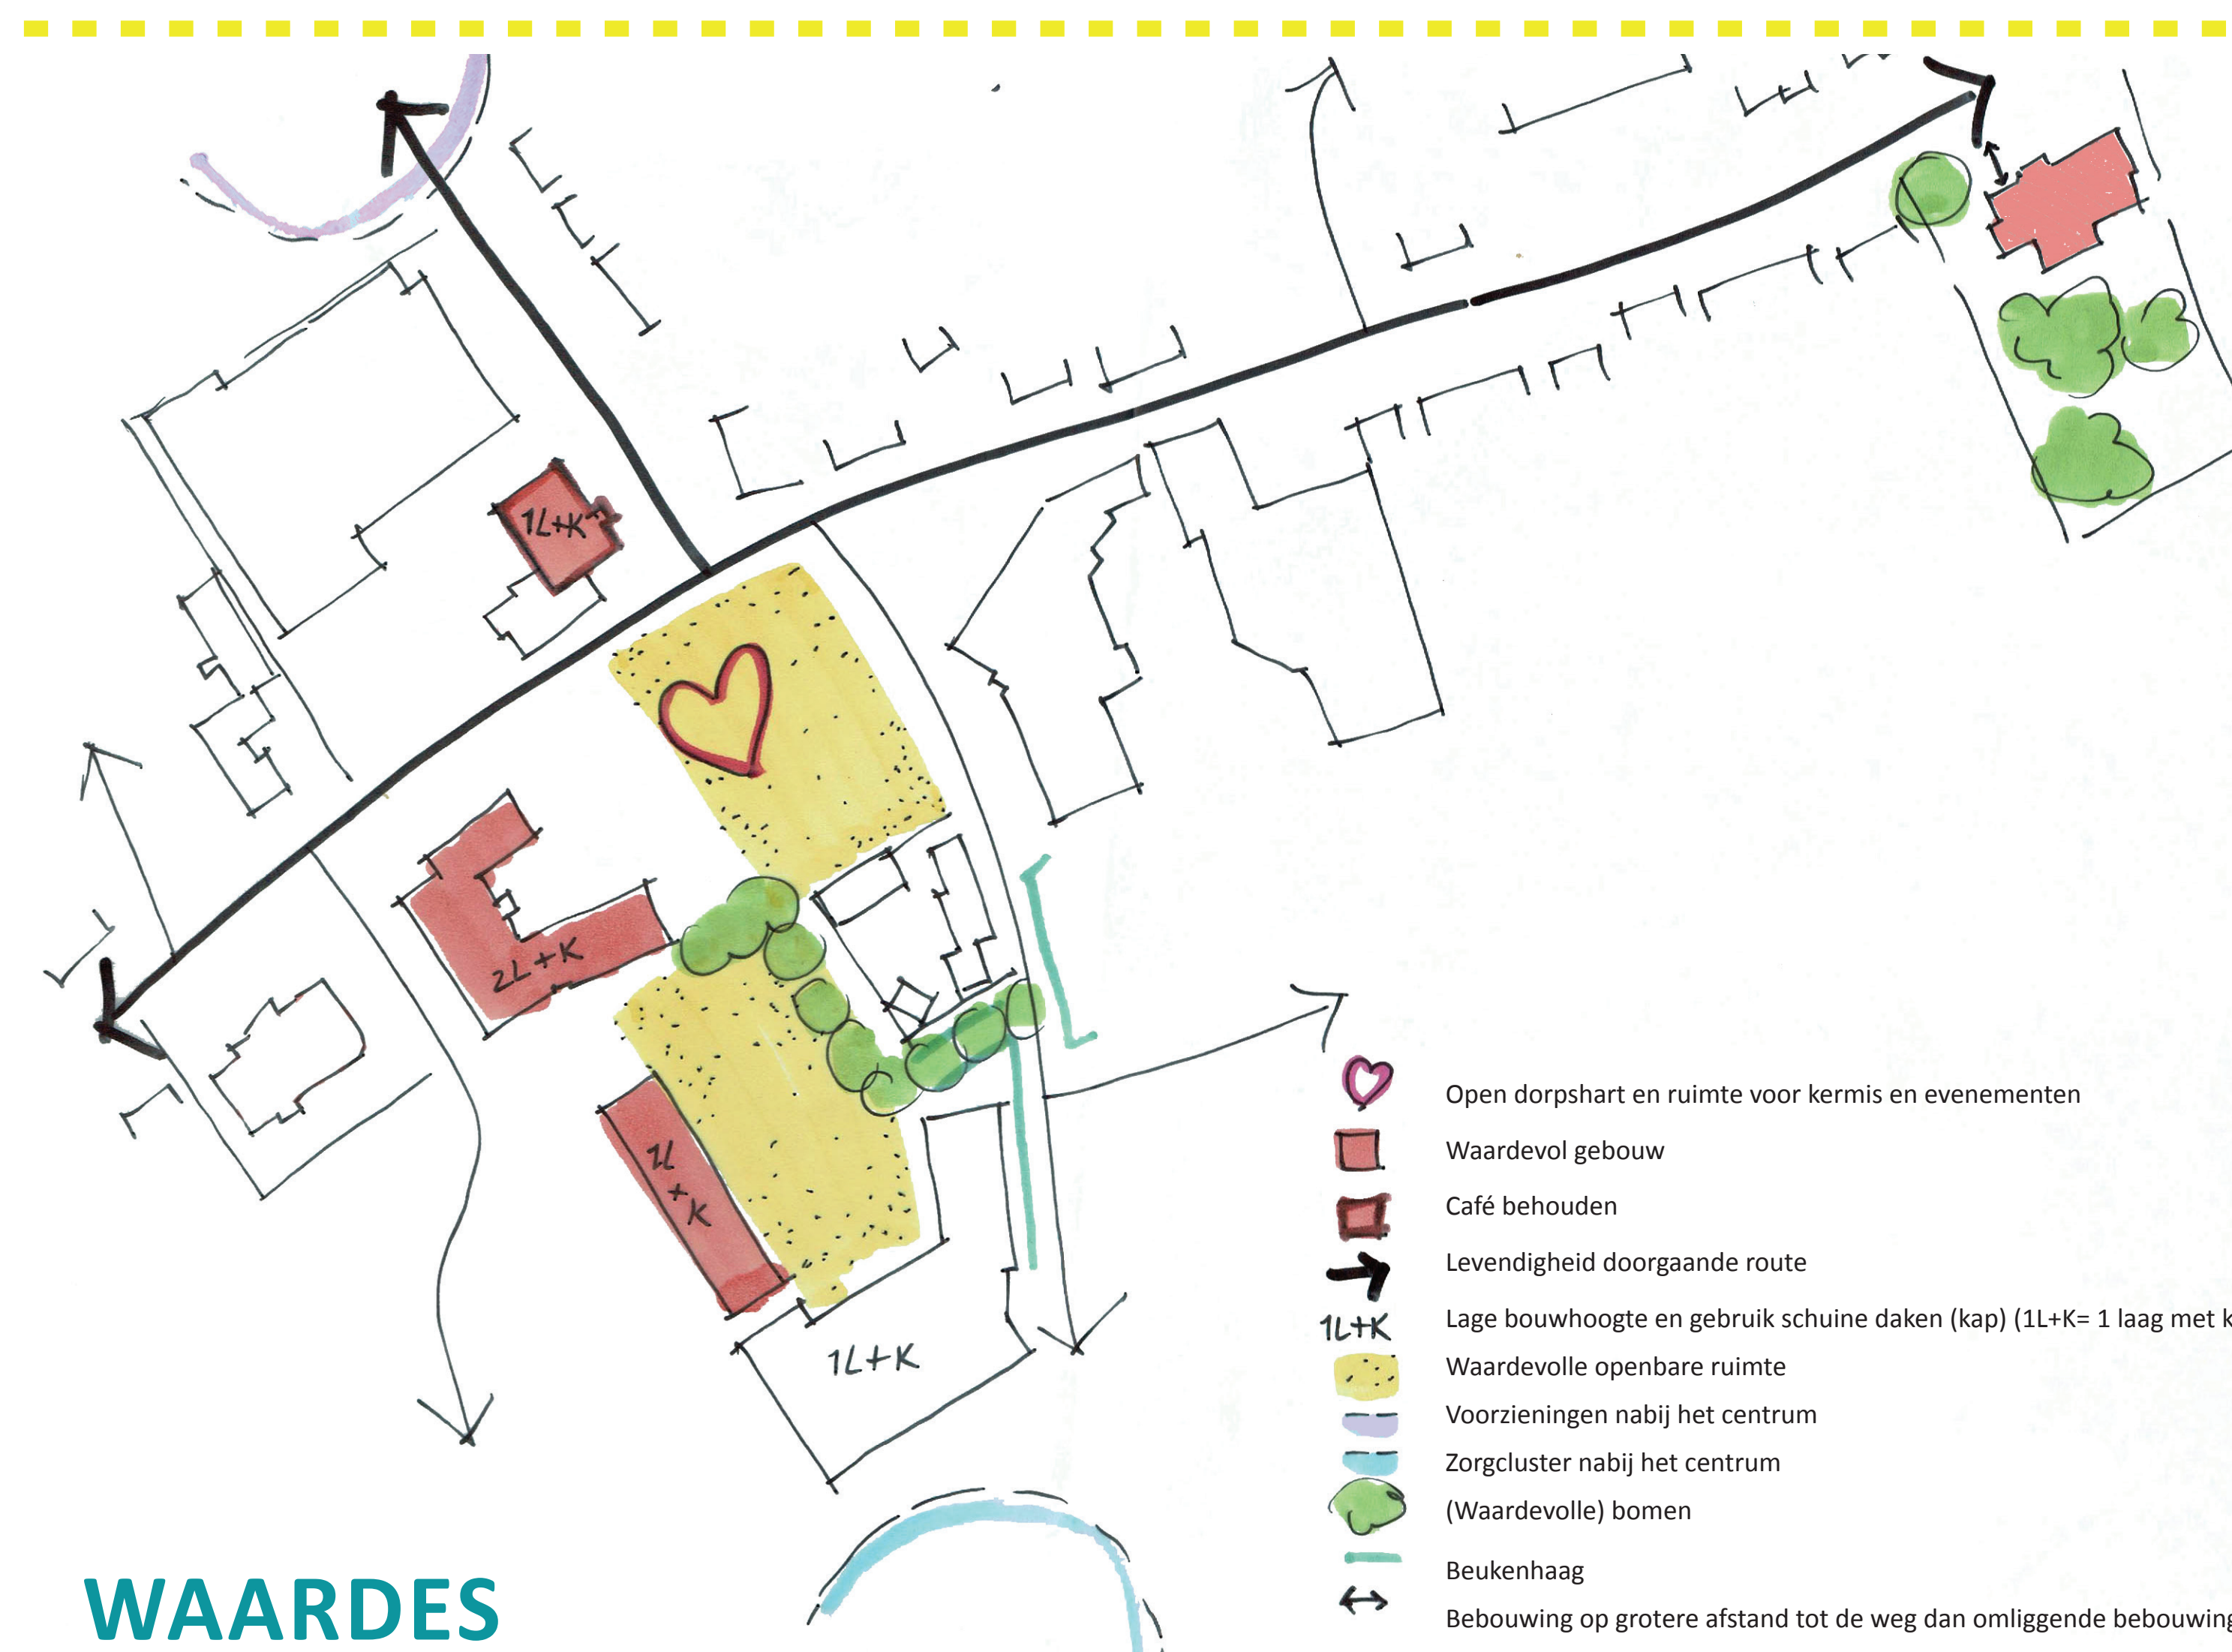 1L+K
2L+K
1L
+
K
1L+K
Open dorpshart en ruimte voor kermis en evenementen
Waardevol gebouw
Café behouden
Levendigheid doorgaande route
1L+K Lage bouwhoogte en gebruik schuine daken (kap) (1L+K= 1 laag met k
Waardevolle openbare ruimte
Voorzieningen nabij het centrum
Zorgcluster nabij het centrum
(Waardevolle) bomen
Beukenhaag
Bebouwing op grotere afstand tot de weg dan omliggende bebouwing
WAARDES